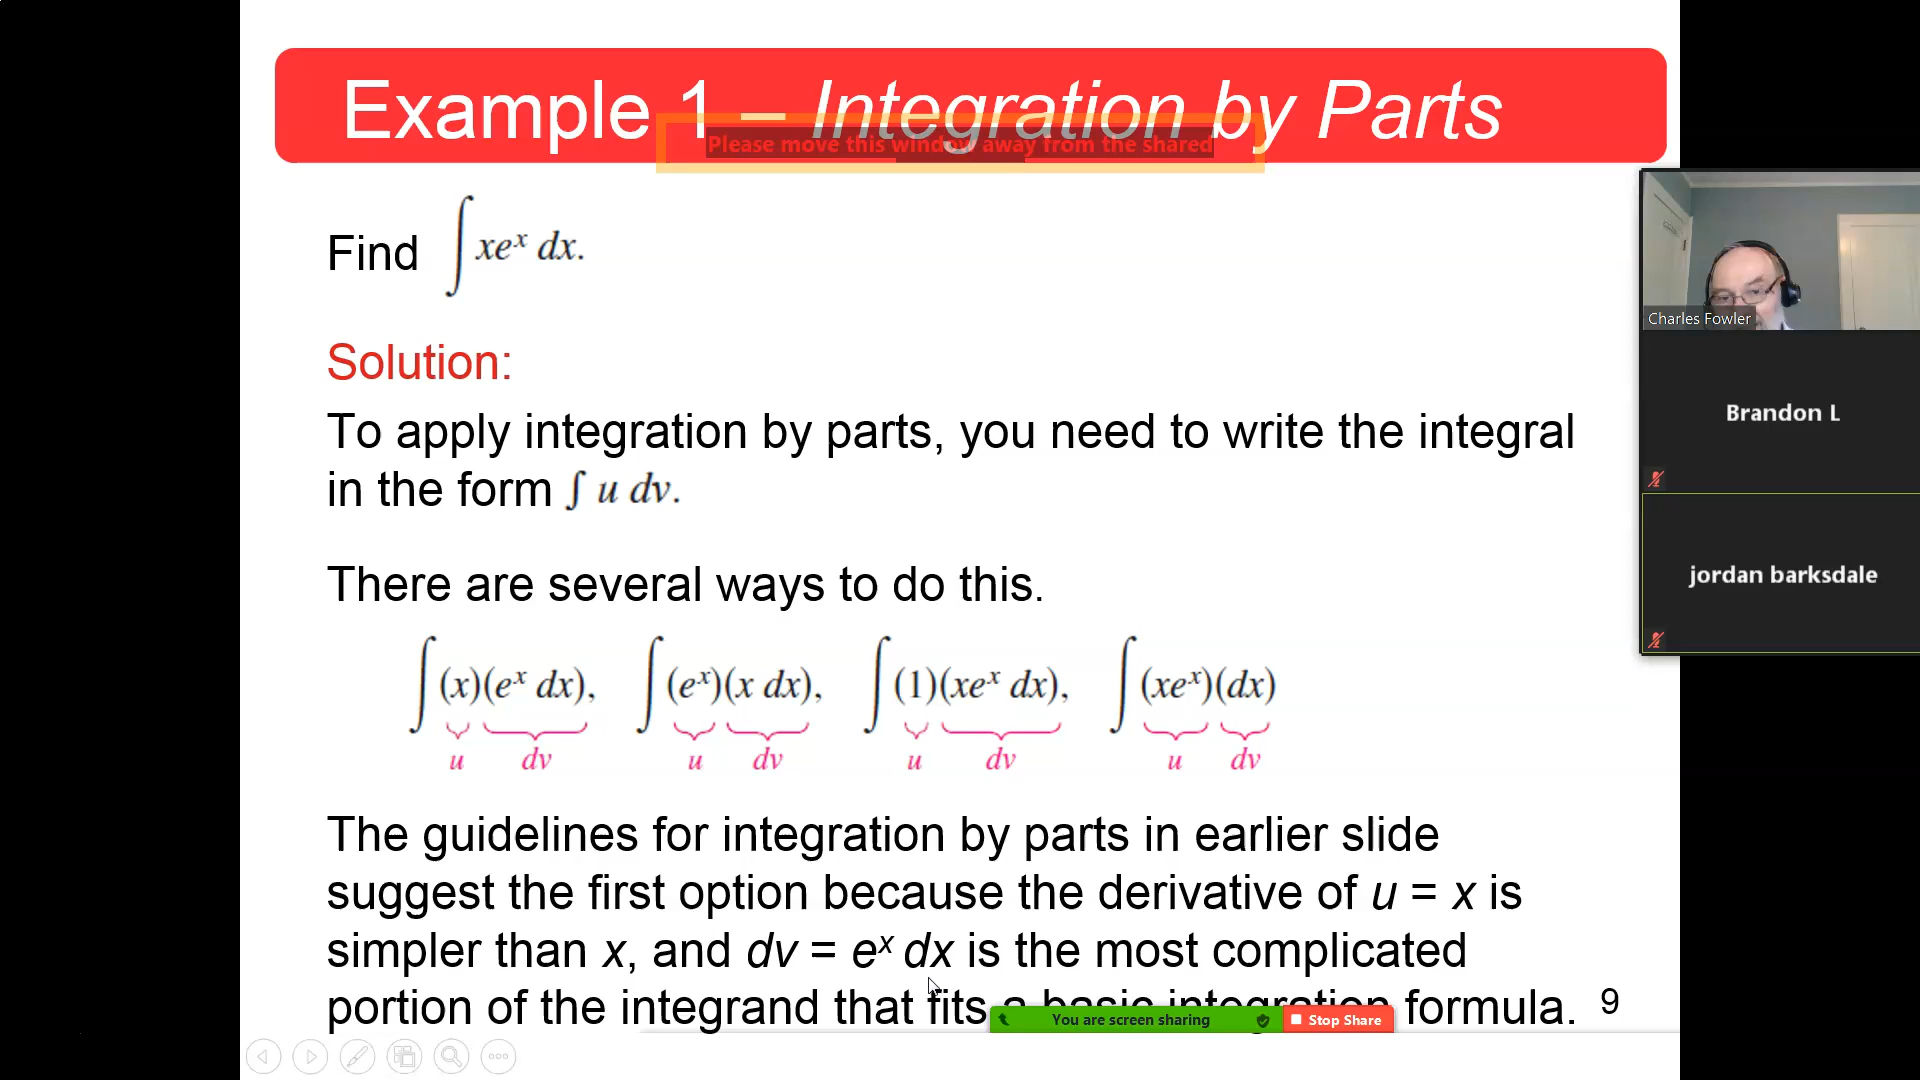 Example 1 – Integration by Parts
Please move this window away from the shared
Find ∫ xeˣ dx.
Solution:
To apply integration by parts, you need to write the integral
in the form ∫ u dv.
There are several ways to do this.
∫ (x)(eˣ dx), ∫ (eˣ)(x dx), ∫ (1)(xeˣ dx), ∫ (xeˣ)(dx)
u dv u dv u dv u dv
The guidelines for integration by parts in earlier slide
suggest the first option because the derivative of u = x is
simpler than x, and dv = eˣ dx is the most complicated
portion of the integrand that fits a basic integration formula.
9
You are screen sharing
Stop Share
Charles Fowler
Brandon L
jordan barksdale